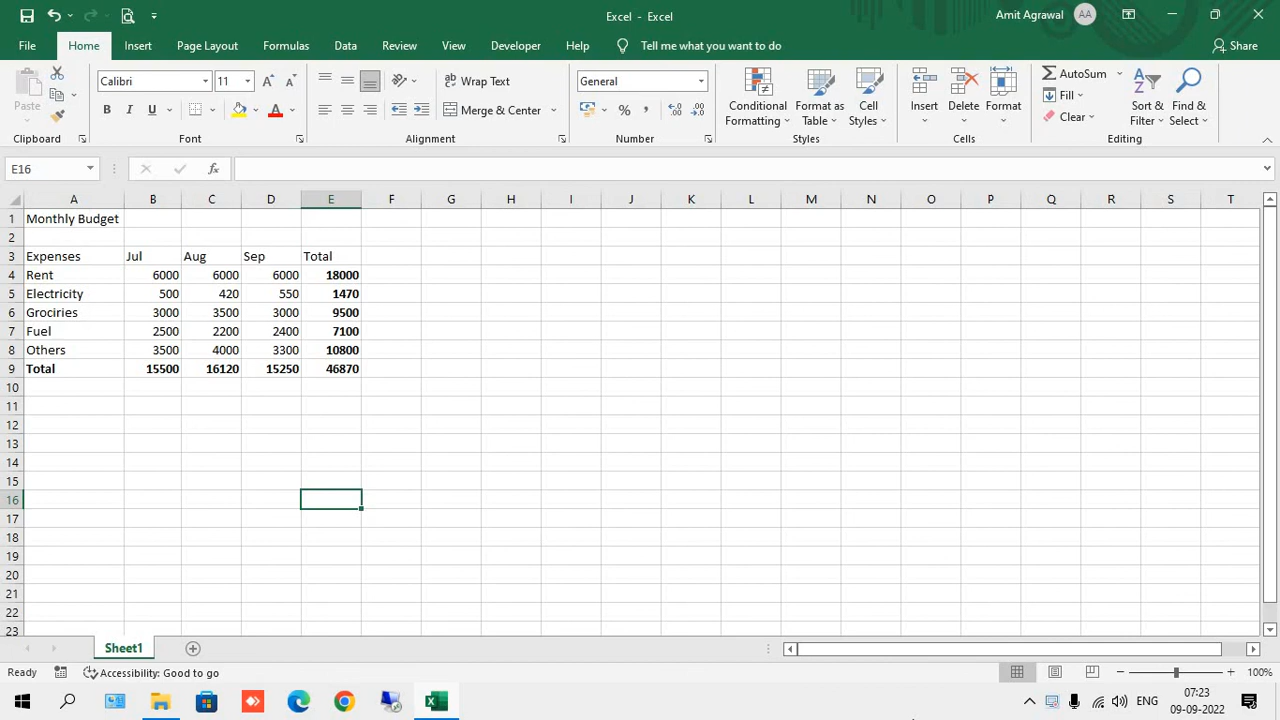 Excel - Excel
Amit Agrawal AA
File Home Insert Page Layout Formulas Data Review View Developer Help Tell me what you want to do Share
Paste
Clipboard
Calibri 11
B I U
Font
Wrap Text
Merge & Center
Alignment
General
%
Number
Conditional Formatting
Format as Table
Cell Styles
Styles
Insert
Delete
Format
Cells
AutoSum
Fill
Clear
Sort & Filter
Find & Select
Editing
E16 fx
A B C D E F G H I J K L M N O P Q R S T
1 Monthly Budget
2
3 Expenses Jul Aug Sep Total
4 Rent 6000 6000 6000 18000
5 Electricity 500 420 550 1470
6 Grociries 3000 3500 3000 9500
7 Fuel 2500 2200 2400 7100
8 Others 3500 4000 3300 10800
9 Total 15500 16120 15250 46870
10
11
12
13
14
15
16
17
18
19
20
21
22
23
Sheet1
Ready Accessibility: Good to go 100%
ENG 07:23
09-09-2022